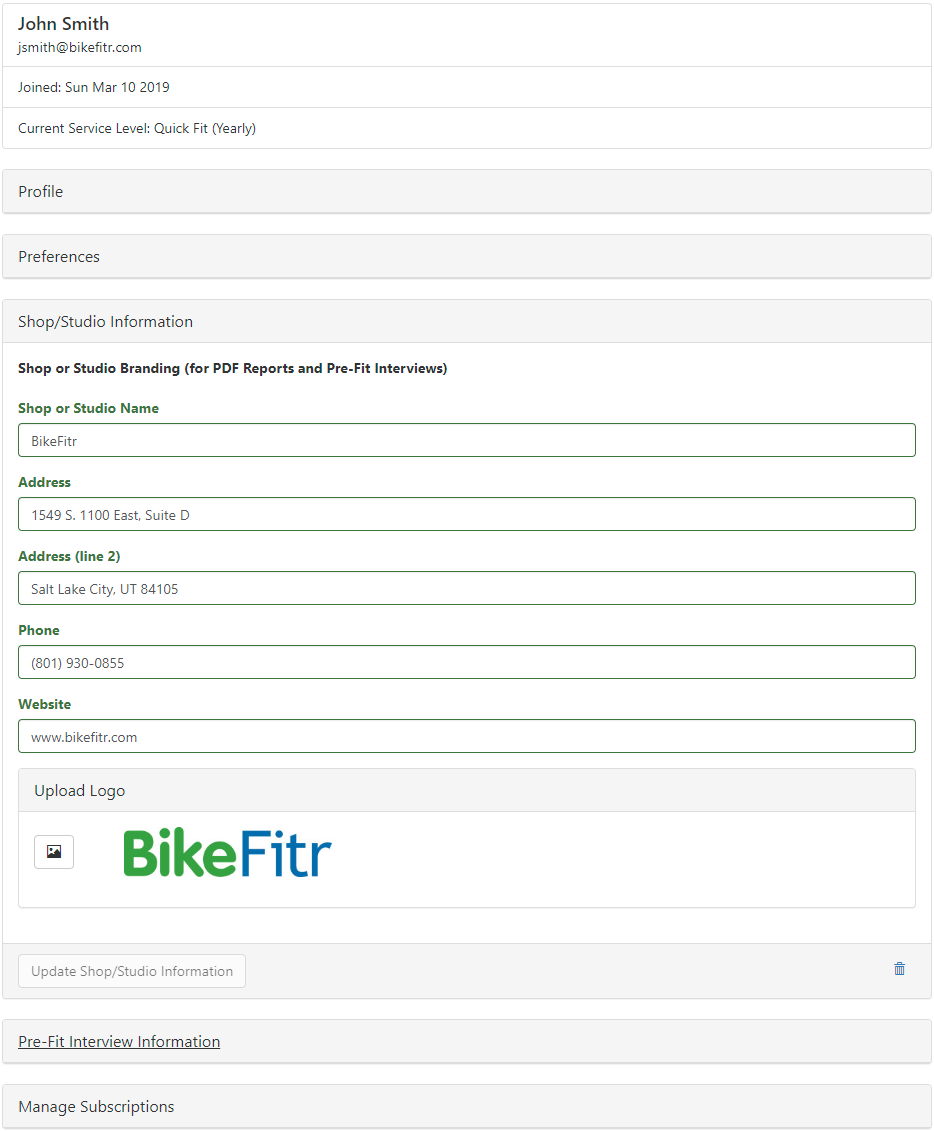 John Smith
jsmith@bikefitr.com
Joined: Sun Mar 10 2019
Current Service Level: Quick Fit (Yearly)
Profile
Preferences
Shop/Studio Information
Shop or Studio Branding (for PDF Reports and Pre-Fit Interviews)
Shop or Studio Name
BikeFitr
Address
1549 S. 1100 East, Suite D
Address (line 2)
Salt Lake City, UT 84105
Phone
(801) 930-0855
Website
www.bikefitr.com
Upload Logo
BikeFitr
Update Shop/Studio Information
Pre-Fit Interview Information
Manage Subscriptions